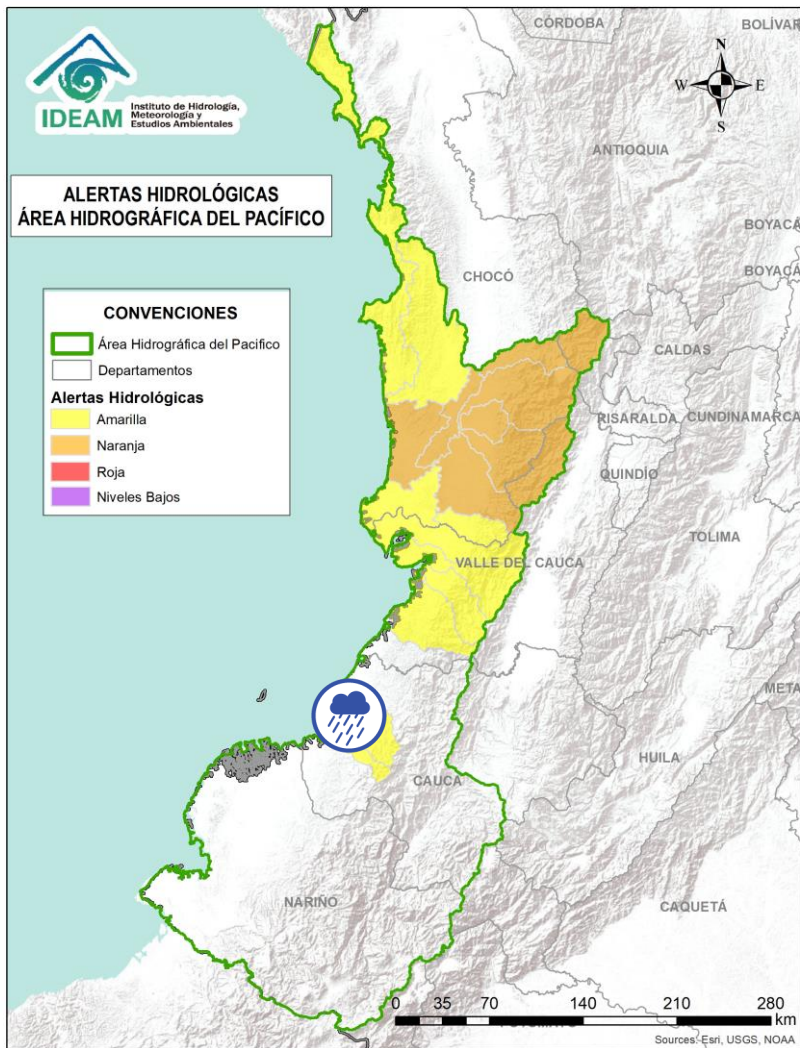 CÓRDOBA
BOLÍVAR
N
W
E
S
IDEAM
Instituto de Hidrología,
Meteorología y
Estudios Ambientales
ANTIOQUIA
ALERTAS HIDROLÓGICAS
ÁREA HIDROGRÁFICA DEL PACÍFICO
BOYACÁ
BOYACÁ
CHOCÓ
CONVENCIONES
Área Hidrográfica del Pacifico
Departamentos
Alertas Hidrológicas
Amarilla
Naranja
Roja
Niveles Bajos
CALDAS
RISARALDA
CUNDINAMARCA
QUINDÍO
TOLIMA
VALLE DEL CAUCA
META
HUILA
CAUCA
NARIÑO
CAQUETÁ
0 35 70 140 210 280
km
Sources: Esri, USGS, NOAA